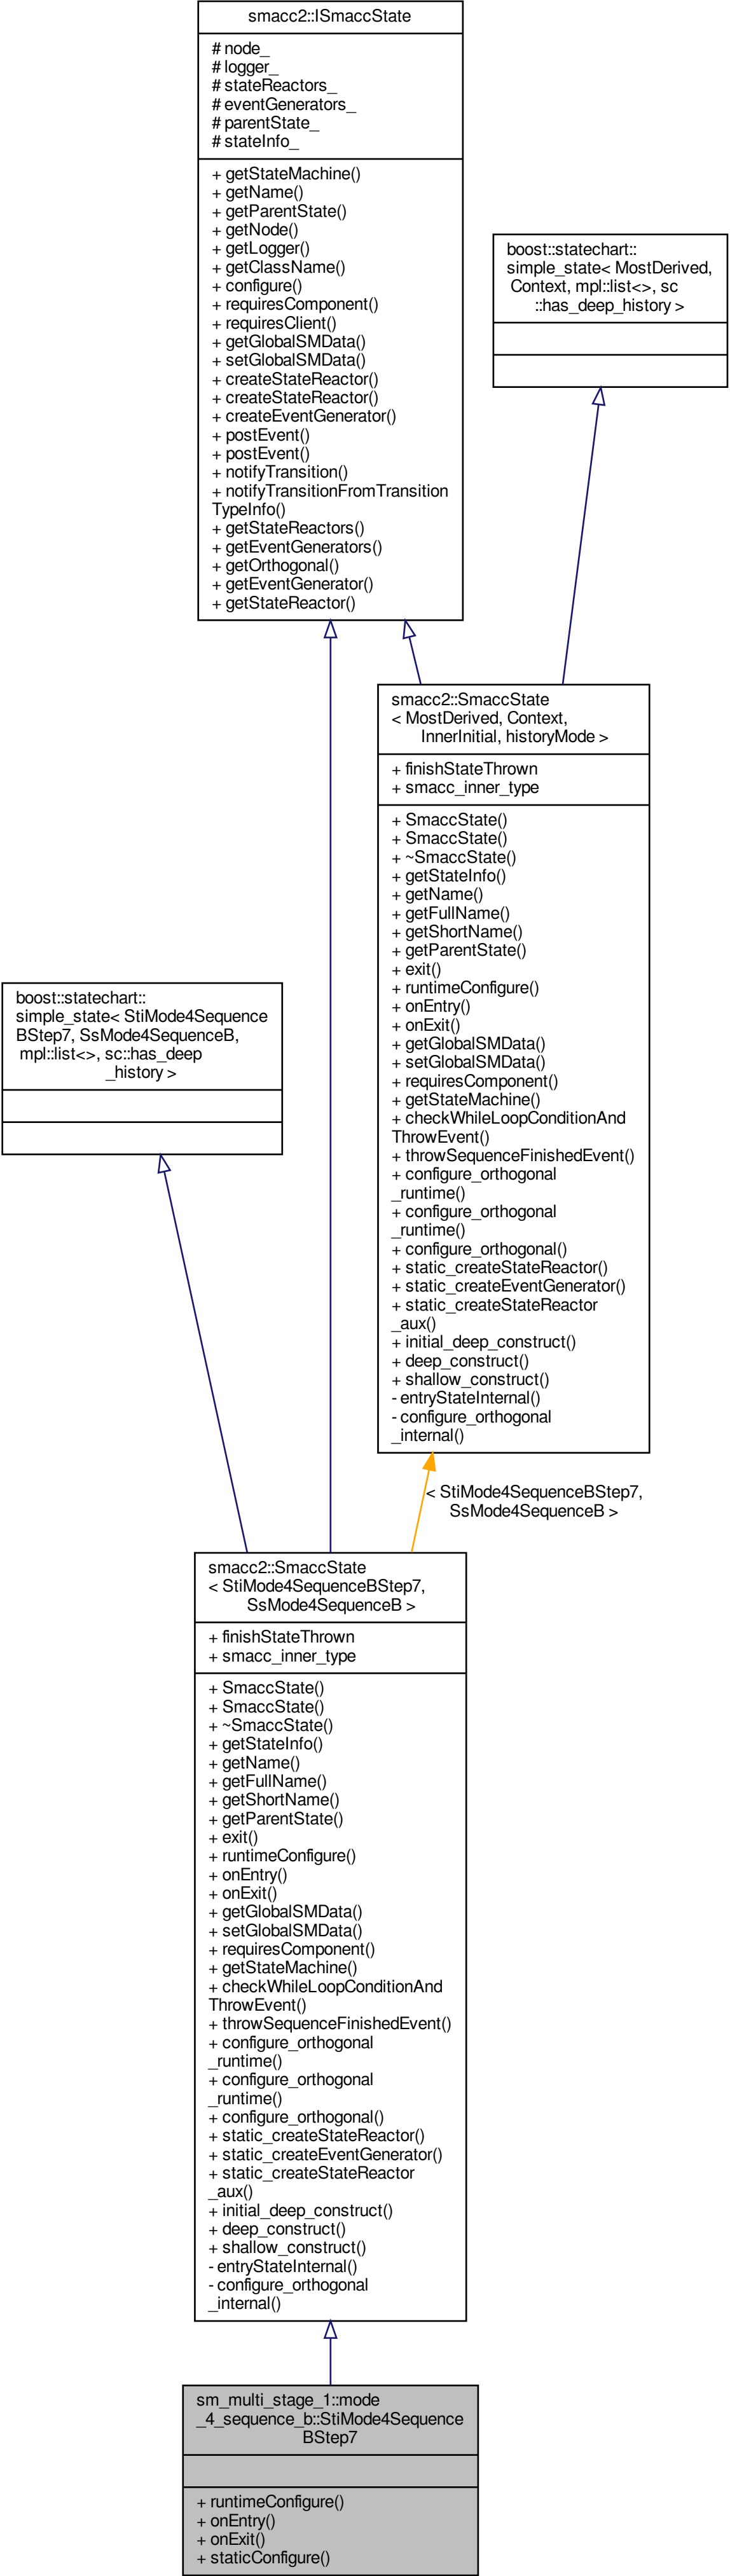 smacc2::ISmaccState
# node_
# logger_
# stateReactors_
# eventGenerators_
# parentState_
# stateInfo_
+ getStateMachine()
+ getName()
+ getParentState()
+ getNode()
+ getLogger()
+ getClassName()
+ configure()
+ requiresComponent()
+ requiresClient()
+ getGlobalSMData()
+ setGlobalSMData()
+ createStateReactor()
+ createStateReactor()
+ createEventGenerator()
+ postEvent()
+ postEvent()
+ notifyTransition()
+ notifyTransitionFromTransition
TypeInfo()
+ getStateReactors()
+ getEventGenerators()
+ getOrthogonal()
+ getEventGenerator()
+ getStateReactor()
boost::statechart::
simple_state< MostDerived,
Context, mpl::list<>, sc
::has_deep_history >
smacc2::SmaccState
< MostDerived, Context,
InnerInitial, historyMode >
+ finishStateThrown
+ smacc_inner_type
+ SmaccState()
+ SmaccState()
+ ~SmaccState()
+ getStateInfo()
+ getName()
+ getFullName()
+ getShortName()
+ getParentState()
+ exit()
+ runtimeConfigure()
+ onEntry()
+ onExit()
+ getGlobalSMData()
+ setGlobalSMData()
+ requiresComponent()
+ getStateMachine()
+ checkWhileLoopConditionAnd
ThrowEvent()
+ throwSequenceFinishedEvent()
+ configure_orthogonal
_runtime()
+ configure_orthogonal
_runtime()
+ configure_orthogonal()
+ static_createStateReactor()
+ static_createEventGenerator()
+ static_createStateReactor
_aux()
+ initial_deep_construct()
+ deep_construct()
+ shallow_construct()
- entryStateInternal()
- configure_orthogonal
_internal()
boost::statechart::
simple_state< StiMode4Sequence
BStep7, SsMode4SequenceB,
mpl::list<>, sc::has_deep
_history >
< StiMode4SequenceBStep7,
SsMode4SequenceB >
smacc2::SmaccState
< StiMode4SequenceBStep7,
SsMode4SequenceB >
+ finishStateThrown
+ smacc_inner_type
+ SmaccState()
+ SmaccState()
+ ~SmaccState()
+ getStateInfo()
+ getName()
+ getFullName()
+ getShortName()
+ getParentState()
+ exit()
+ runtimeConfigure()
+ onEntry()
+ onExit()
+ getGlobalSMData()
+ setGlobalSMData()
+ requiresComponent()
+ getStateMachine()
+ checkWhileLoopConditionAnd
ThrowEvent()
+ throwSequenceFinishedEvent()
+ configure_orthogonal
_runtime()
+ configure_orthogonal
_runtime()
+ configure_orthogonal()
+ static_createStateReactor()
+ static_createEventGenerator()
+ static_createStateReactor
_aux()
+ initial_deep_construct()
+ deep_construct()
+ shallow_construct()
- entryStateInternal()
- configure_orthogonal
_internal()
sm_multi_stage_1::mode
_4_sequence_b::StiMode4Sequence
BStep7
+ runtimeConfigure()
+ onEntry()
+ onExit()
+ staticConfigure()